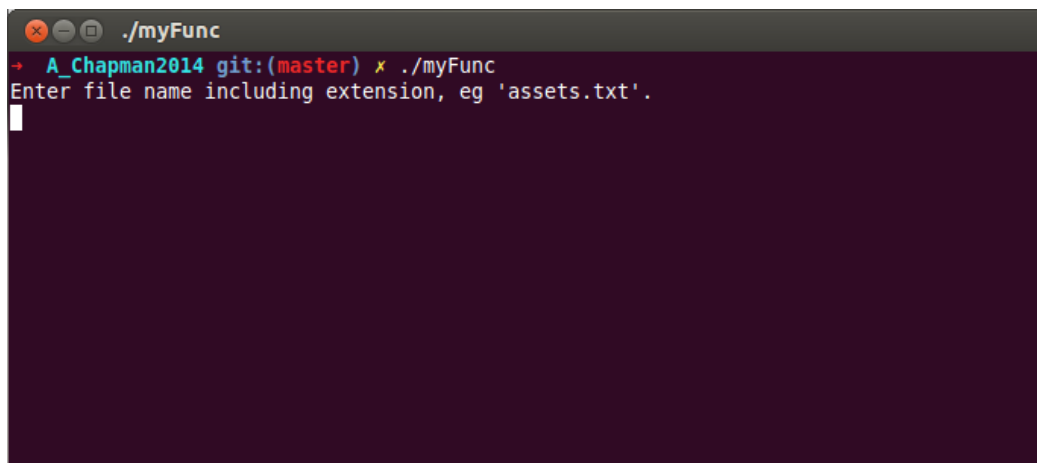 ./myFunc
→ A_Chapman2014 git:(master) ✗ ./myFunc
Enter file name including extension, eg 'assets.txt'.